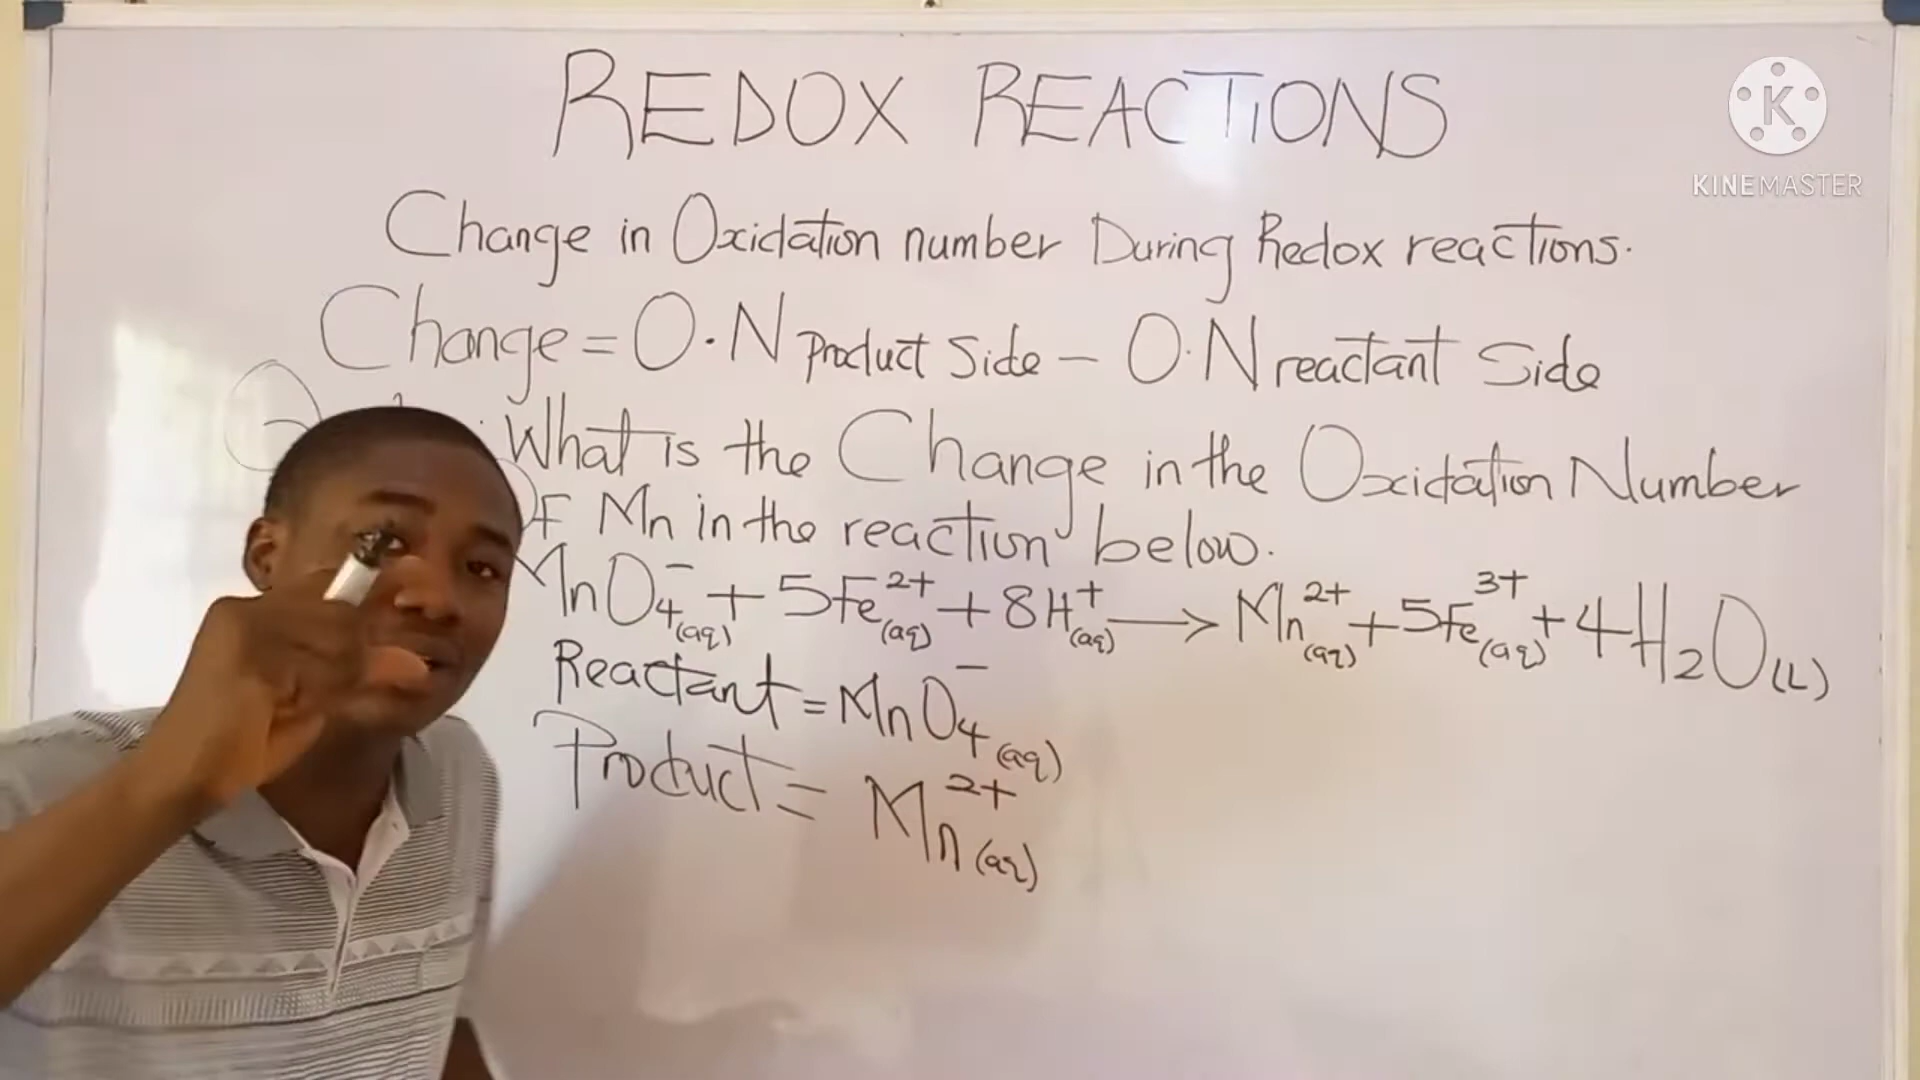 REDOX REACTIONS
K
KINEMASTER
Change in Oxidation number During Redox reactions.
Change = O.N product Side - O.N reactant Side
What is the Change in the Oxidation Number
OF Mn in the reaction below.
MnO₄⁻(aq) + 5Fe²⁺(aq) + 8H⁺(aq) → Mn²⁺(aq) + 5Fe³⁺(aq) + 4H₂O(L)
Reactant = MnO₄⁻(aq)
Product = Mn²⁺(aq)